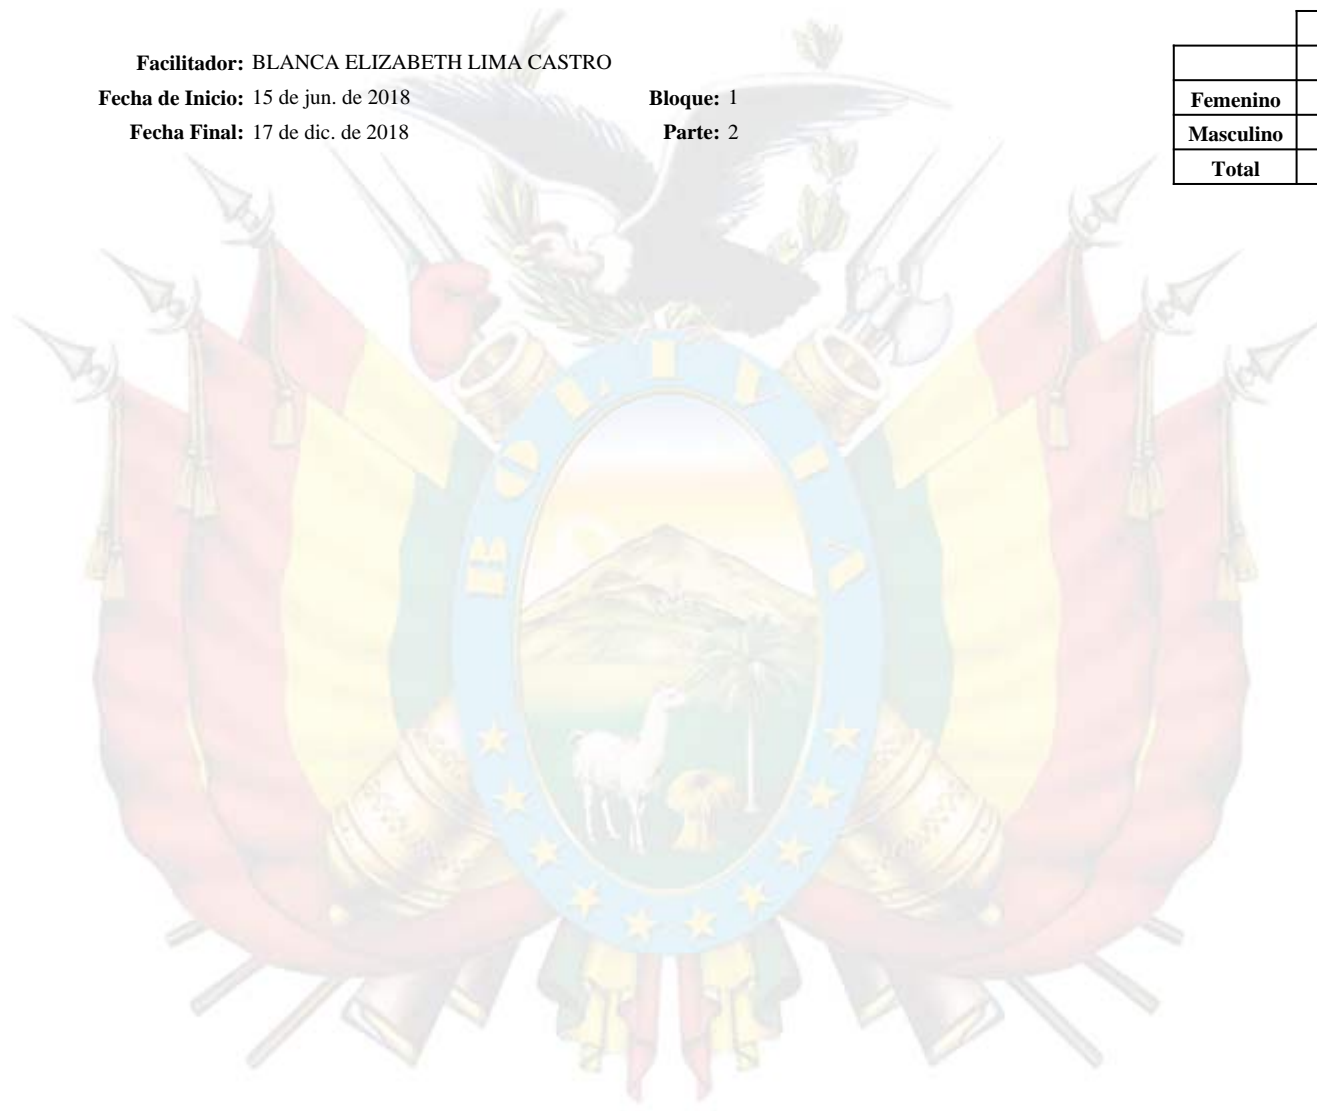 Facilitador: BLANCA ELIZABETH LIMA CASTRO
Fecha de Inicio: 15 de jun. de 2018 Bloque: 1
Fecha Final: 17 de dic. de 2018 Parte: 2
Femenino
Masculino
Total
BOLIVIA